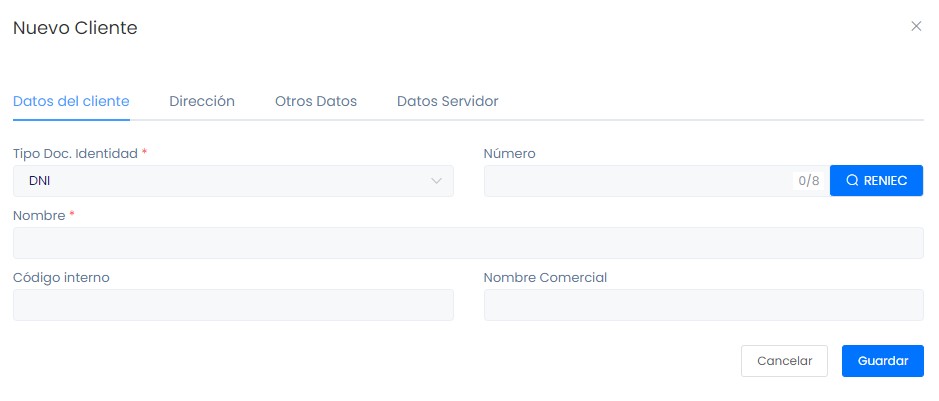 Nuevo Cliente
Datos del cliente Dirección Otros Datos Datos Servidor
Tipo Doc. Identidad * Número
DNI 0/8 RENIEC
Nombre *
Código interno Nombre Comercial
Cancelar Guardar